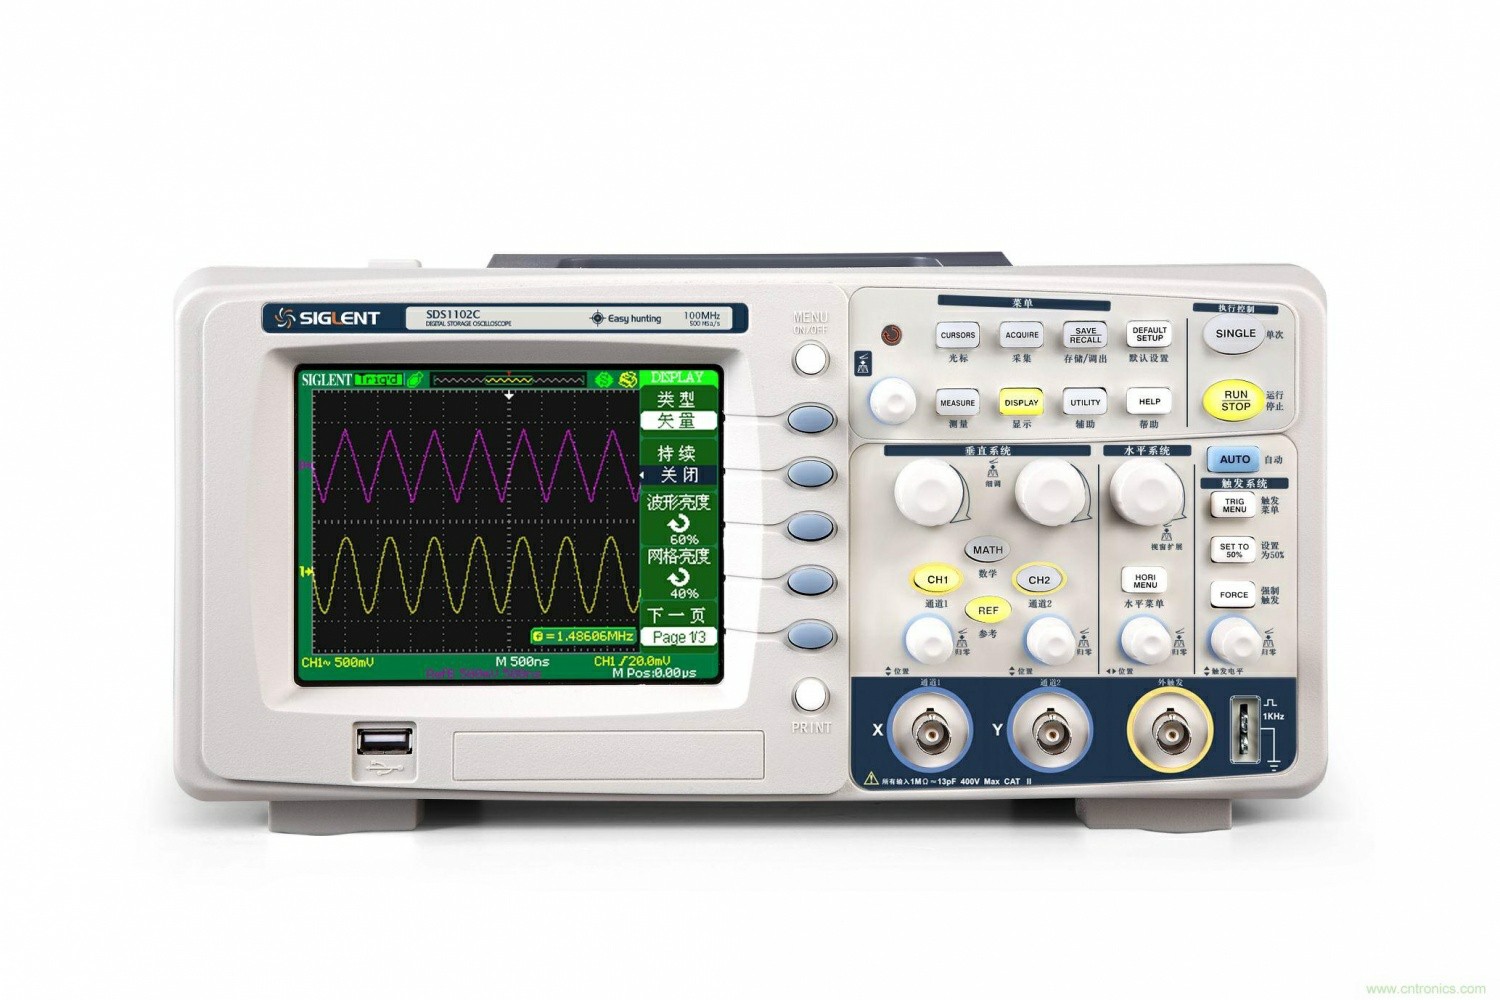 SIGLENT
SDS1102C
DIGITAL STORAGE OSCILLOSCOPE
Easy hunting
100MHz
500 MSa/s
SIGLENT Trig'd
DISPLAY
类型
矢量
持续
关闭
波形亮度
60%
网格亮度
40%
下一页
Page 1/3
1
f=1.48606MHz
CH1~ 500mV
M 500ns
CH1 / 20.0mV
M Pos:0.00μs
MENU
ON/OFF
PRINT
菜单
执行控制
CURSORS
光标
ACQUIRE
采集
SAVE
RECALL
存储/调出
DEFAULT
SETUP
默认设置
SINGLE
单次
MEASURE
测量
DISPLAY
显示
UTILITY
辅助
HELP
帮助
RUN
STOP
运行
停止
垂直系统
水平系统
AUTO
自动
触发系统
细调
视窗扩展
TRIG
MENU
触发
菜单
MATH
数学
SET TO
50%
设置
为50%
CH1
通道1
CH2
通道2
REF
参考
HORI
MENU
水平菜单
FORCE
强制
触发
归零
归零
归零
归零
位置
位置
位置
触发电平
通道1
通道2
外触发
X
Y
1KHz
所有输入1MΩ≈13pF 400V Max CAT II
www.cntronics.com